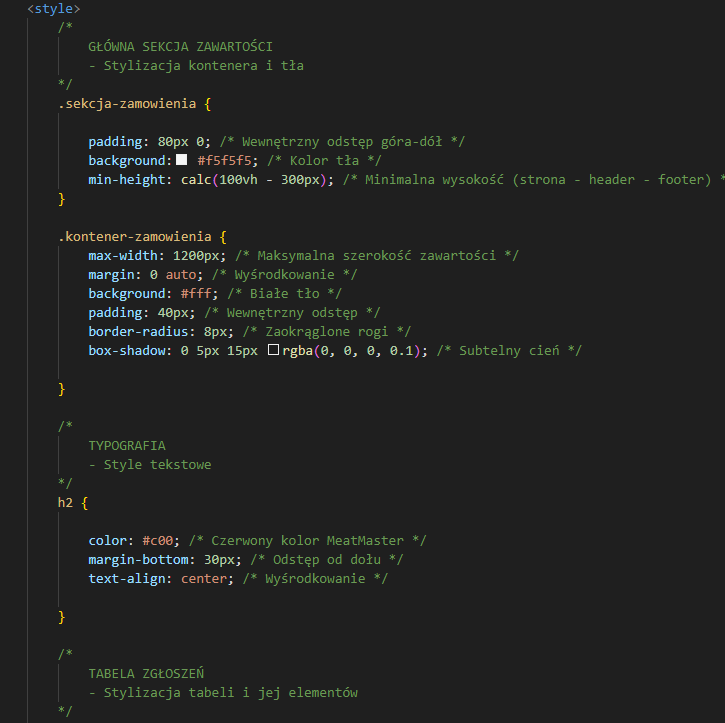 <style>
/*
GŁÓWNA SEKCJA ZAWARTOŚCI
- Stylizacja kontenera i tła
*/
.sekcja-zamowienia {
padding: 80px 0; /* Wewnętrzny odstęp góra-dół */
background: #f5f5f5; /* Kolor tła */
min-height: calc(100vh - 300px); /* Minimalna wysokość (strona - header - footer) *
}
.kontener-zamowienia {
max-width: 1200px; /* Maksymalna szerokość zawartości */
margin: 0 auto; /* Wyśrodkowanie */
background: #fff; /* Białe tło */
padding: 40px; /* Wewnętrzny odstęp */
border-radius: 8px; /* Zaokrąglone rogi */
box-shadow: 0 5px 15px rgba(0, 0, 0, 0.1); /* Subtelny cień */
}
/*
TYPOGRAFIA
- Style tekstowe
*/
h2 {
color: #c00; /* Czerwony kolor MeatMaster */
margin-bottom: 30px; /* Odstęp od dołu */
text-align: center; /* Wyśrodkowanie */
}
/*
TABELA ZGŁOSZEŃ
- Stylizacja tabeli i jej elementów
*/